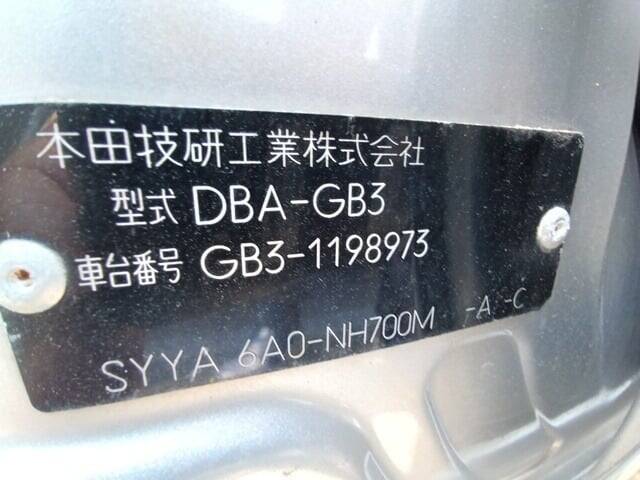 本田技研工業株式会社
型式 DBA-GB3
車台番号 GB3-1198973
SYYA 6A0-NH700M -A -C